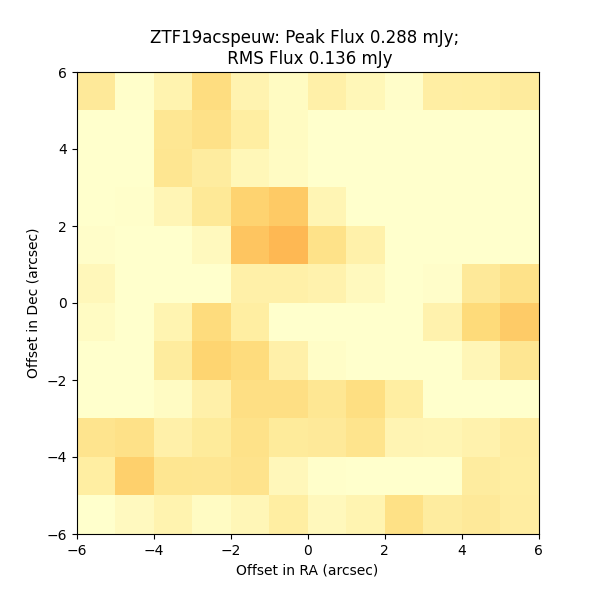 ZTF19acspeuw: Peak Flux 0.288 mJy;
RMS Flux 0.136 mJy
6
4
2
0
−2
−4
−6
Offset in Dec (arcsec)
−6 −4 −2 0 2 4 6
Offset in RA (arcsec)